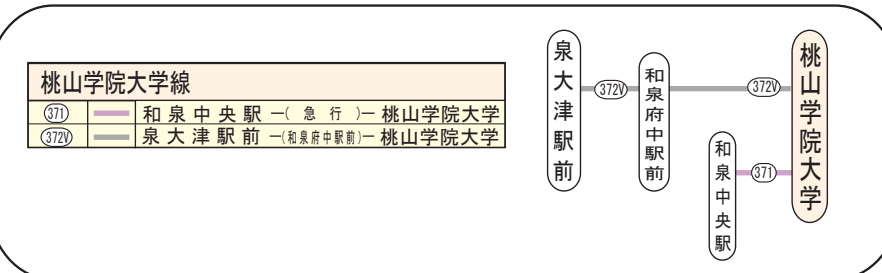 桃山学院大学線
371 和泉中央駅 ―( 急 行 )― 桃山学院大学
372V 泉大津駅前 ―(和泉府中駅前)― 桃山学院大学
泉大津駅前
372V
和泉府中駅前
372V
桃山学院大学
和泉中央駅
371